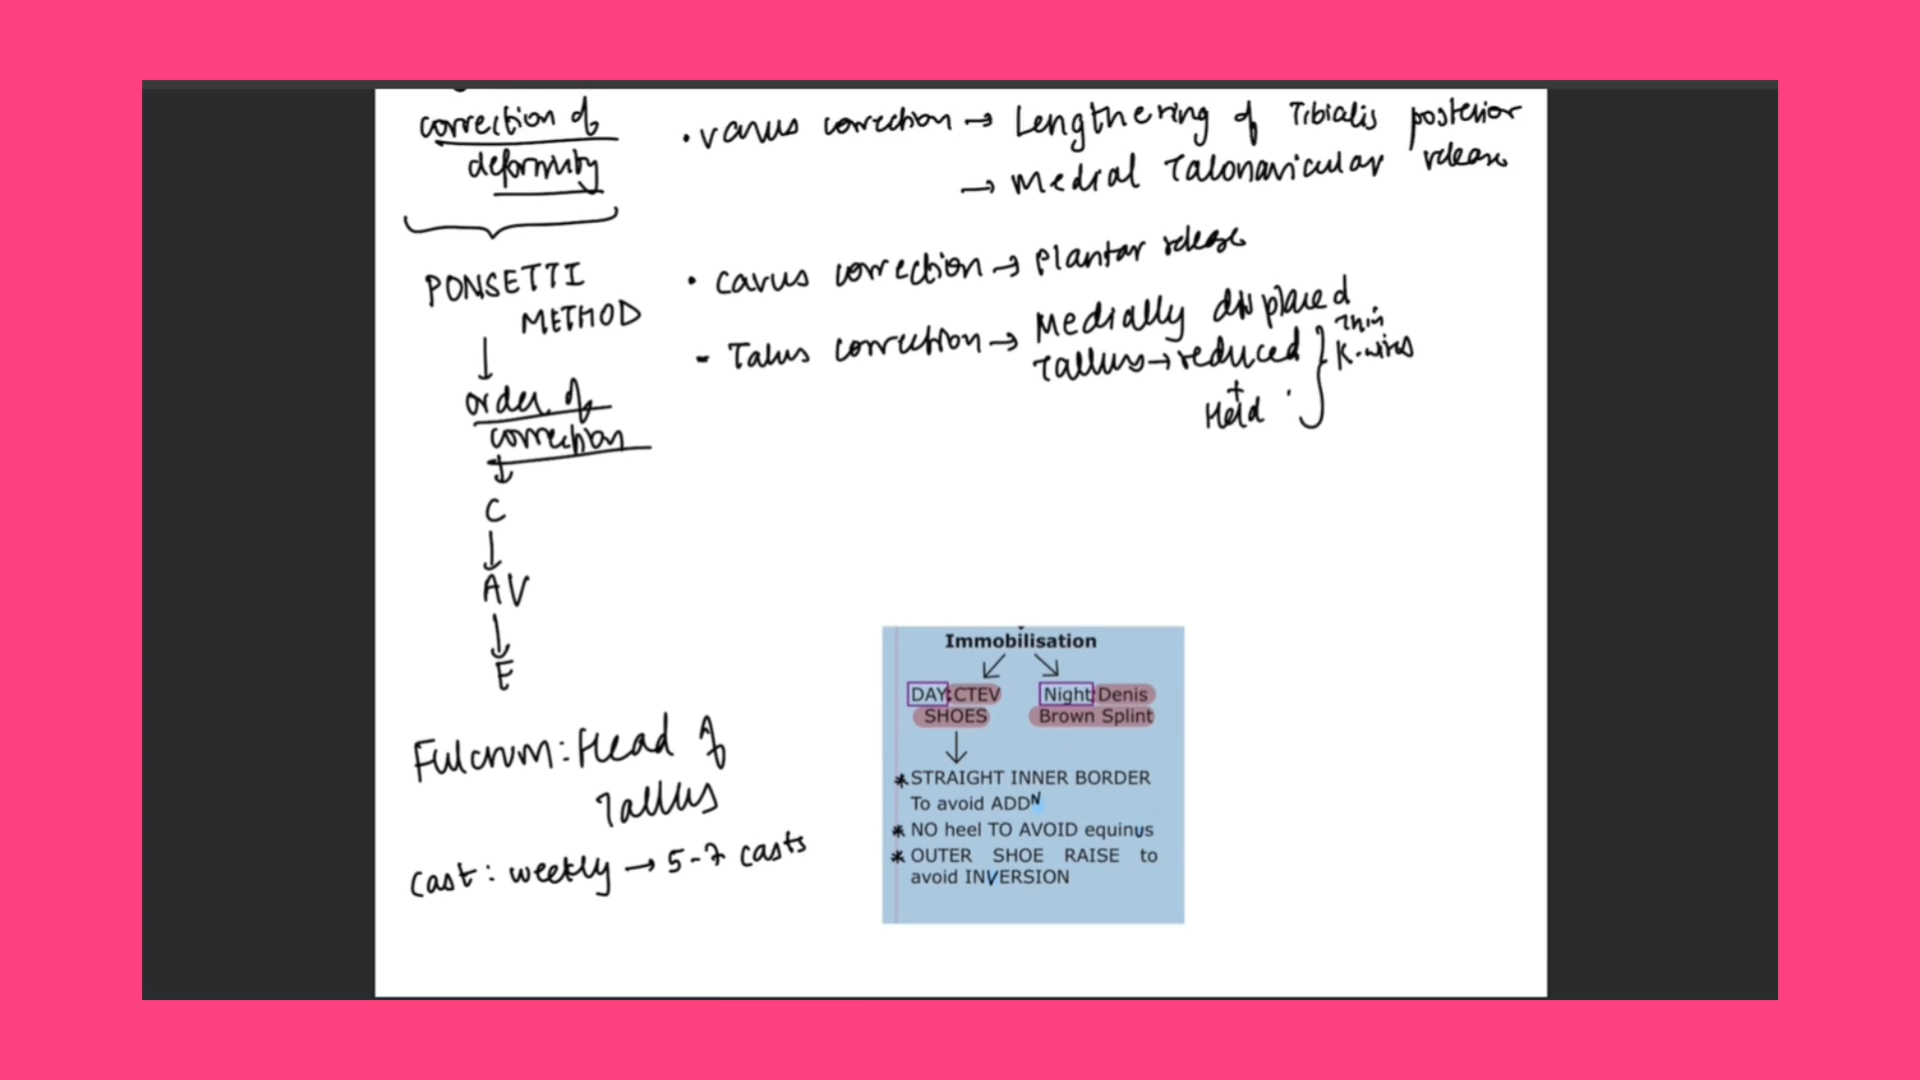 correction of
deformity
PONSETTI
METHOD
↓
order of
correction
↓
C
↓
AV
↓
E
Fulcrum: Head of
Tallus
cast: weekly → 5-7 casts
• varus correction → Lengthering of Tibialis posterior
→ Medial Talonavicular release
• cavus correction → plantar release
- Talus correction → Medially displaced
Tallus → reduced
+
Held
Thin
K-wires
Immobilisation
DAY: CTEV
SHOES
Night: Denis
Brown Splint
* STRAIGHT INNER BORDER
To avoid ADDN
* NO heel TO AVOID equinus
* OUTER SHOE RAISE to
avoid INVERSION